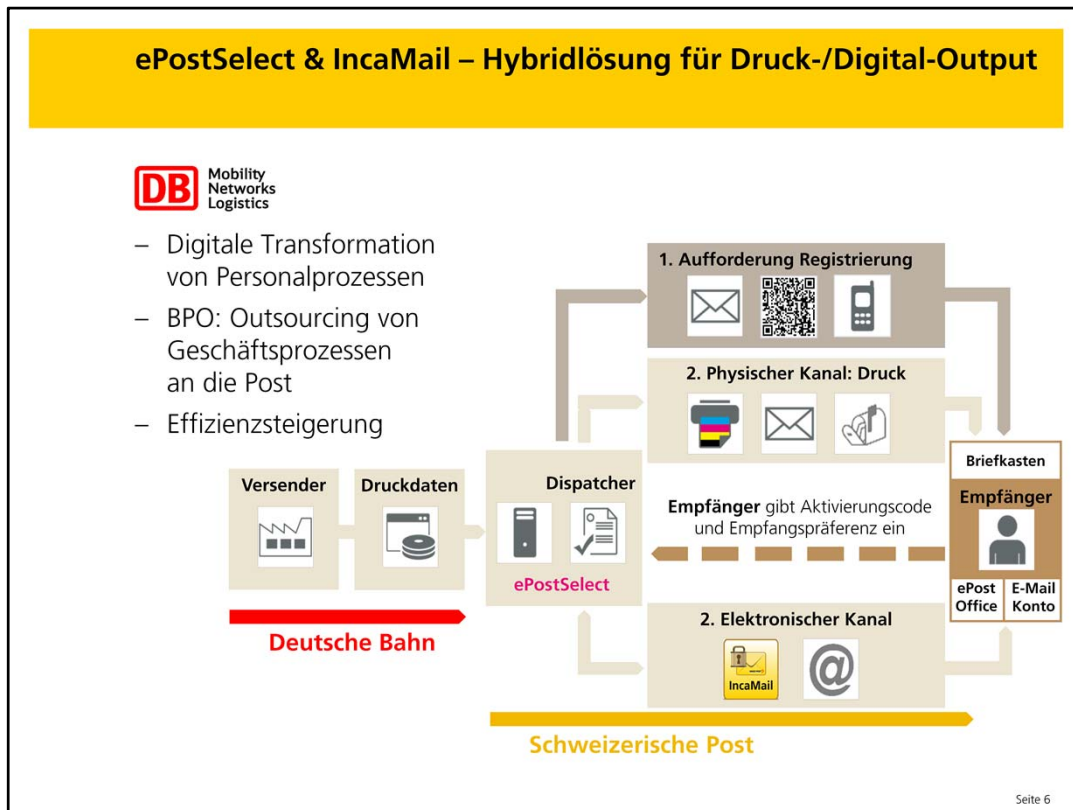 ePostSelect & IncaMail – Hybridlösung für Druck-/Digital-Output
DB
Mobility
Networks
Logistics
– Digitale Transformation
von Personalprozessen
– BPO: Outsourcing von
Geschäftsprozessen
an die Post
– Effizienzsteigerung
1. Aufforderung Registrierung
2. Physischer Kanal: Druck
Versender
Druckdaten
Dispatcher
ePostSelect
Empfänger gibt Aktivierungscode
und Empfangspräferenz ein
Briefkasten
Empfänger
ePost
Office
E-Mail
Konto
2. Elektronischer Kanal
IncaMail
@
Deutsche Bahn
Schweizerische Post
Seite 6